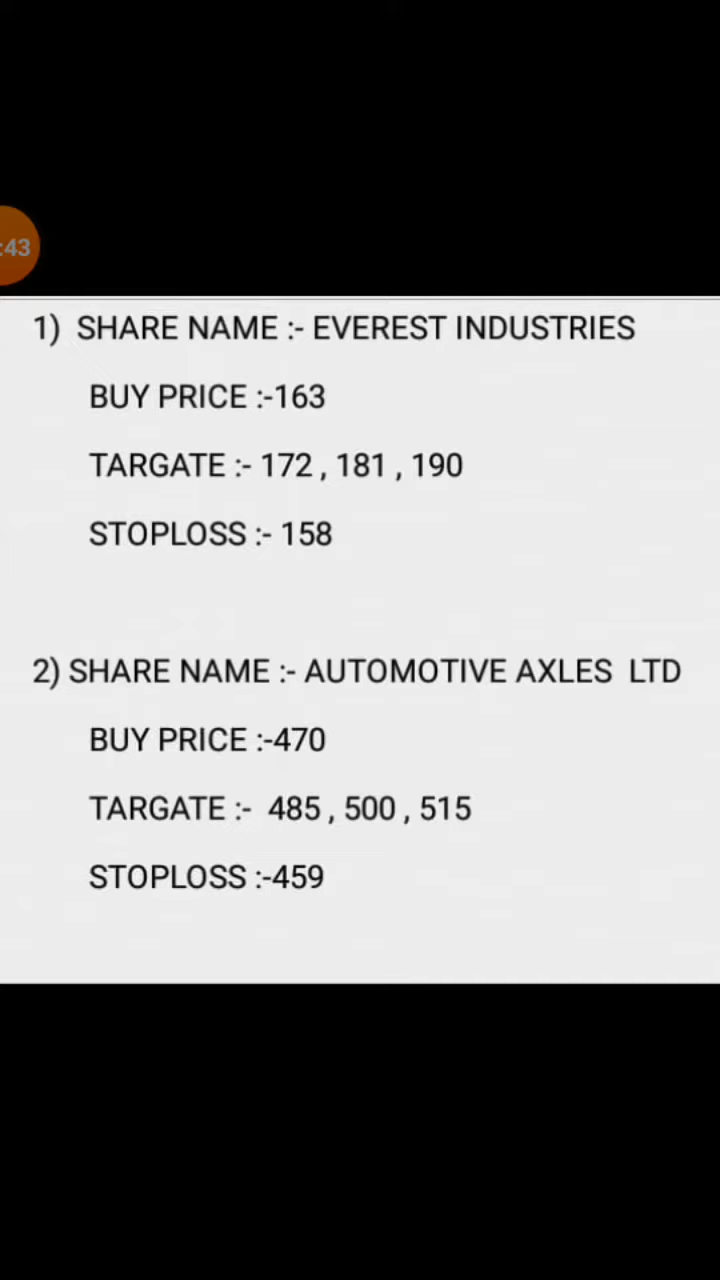 :43
1) SHARE NAME :- EVEREST INDUSTRIES
BUY PRICE :-163
TARGATE :- 172 , 181 , 190
STOPLOSS :- 158
2) SHARE NAME :- AUTOMOTIVE AXLES LTD
BUY PRICE :-470
TARGATE :- 485 , 500 , 515
STOPLOSS :-459